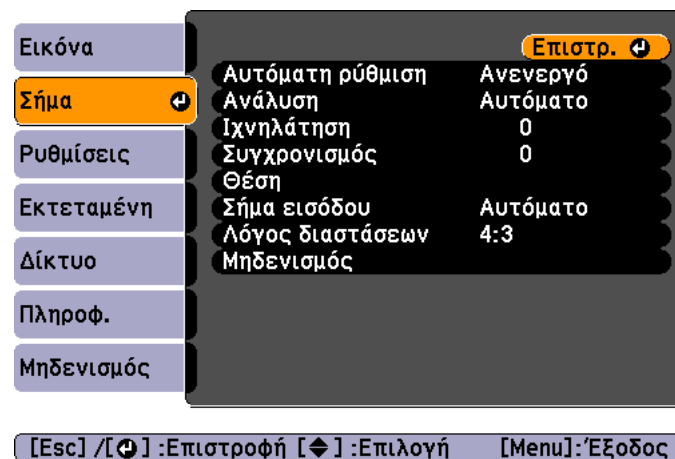 Εικόνα
Σήμα
Ρυθμίσεις
Εκτεταμένη
Δίκτυο
Πληροφ.
Μηδενισμός
Επιστρ.
Αυτόματη ρύθμιση Ανενεργό
Ανάλυση Αυτόματο
Ιχνηλάτηση 0
Συγχρονισμός 0
Θέση
Σήμα εισόδου Αυτόματο
Λόγος διαστάσεων 4:3
Μηδενισμός
[Esc] /[ ] :Επιστροφή [ ] :Επιλογή [Menu]:Έξοδος